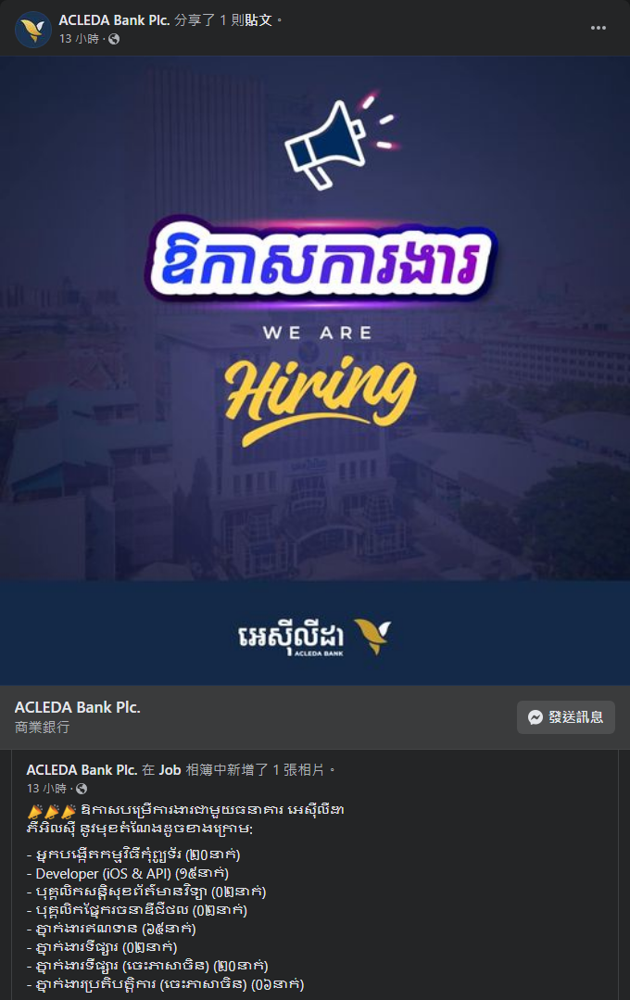 ACLEDA Bank Plc. 分享了 1 則貼文。
13 小時 ·
ឱកាសការងារ
WE ARE
Hiring
អេស៊ីលីដា
ACLEDA BANK
ACLEDA Bank Plc.
商業銀行
發送訊息
ACLEDA Bank Plc. 在 Job 相簿中新增了 1 張相片。
13 小時 ·
ឱកាសបម្រើការងារជាមួយធនាគារ អេស៊ីលីដា
ភីអិលស៊ី នូវមុខតំណែងដូចខាងក្រោម:
- អ្នកបង្កើតកម្មវិធីកុំព្យូទ័រ (២០នាក់)
- Developer (iOS & API) (១៥នាក់)
- បុគ្គលិកសន្តិសុខព័ត៌មានវិទ្យា (០២នាក់)
- បុគ្គលិកផ្នែករចនាឌីជីថល (០២នាក់)
- ភ្នាក់ងារឥណទាន (៦៥នាក់)
- ភ្នាក់ងារទីផ្សារ (០២នាក់)
- ភ្នាក់ងារទីផ្សារ (ចេះភាសាចិន) (២០នាក់)
- ភ្នាក់ងារប្រតិបត្តិការ (ចេះភាសាចិន) (០៦នាក់)